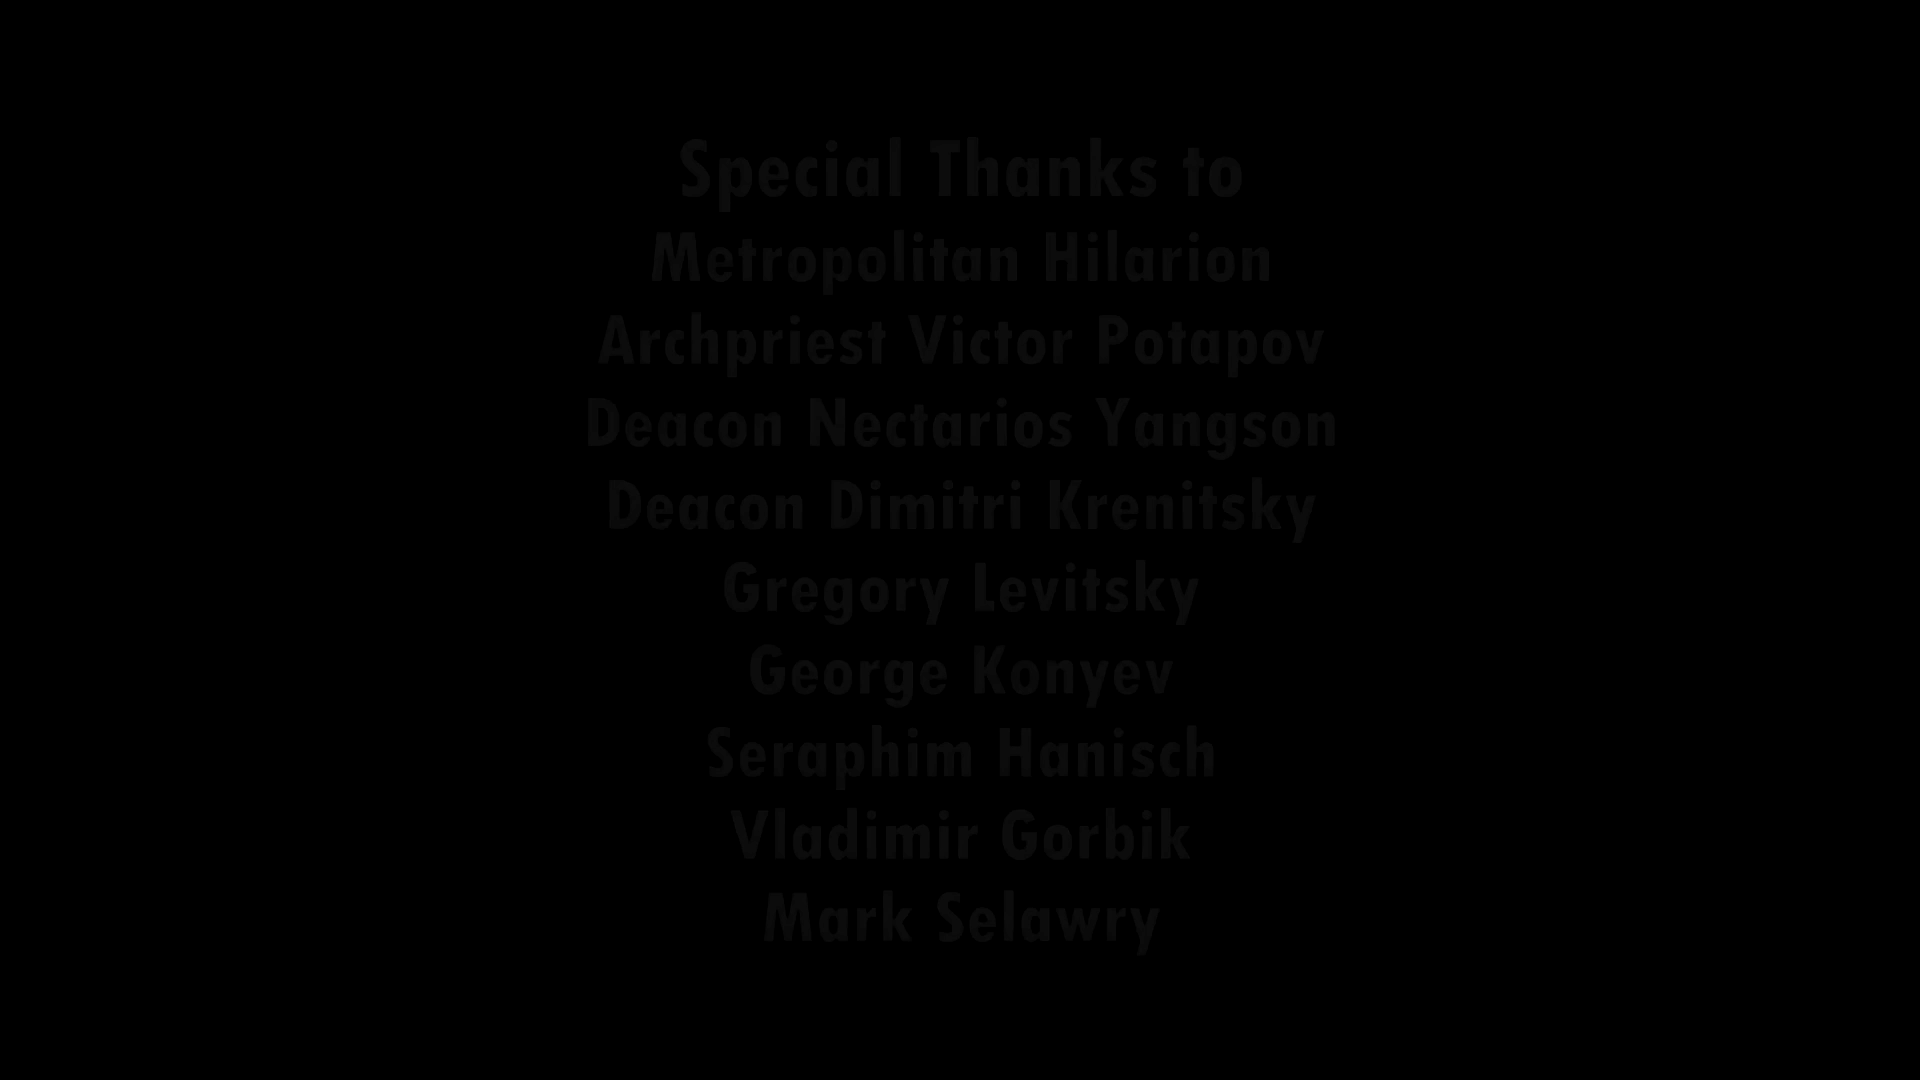 Special Thanks to
Metropolitan Hilarion
Archpriest Victor Potapov
Deacon Nectarios Yangson
Deacon Dimitri Krenitsky
Gregory Levitsky
George Konyev
Seraphim Hanisch
Vladimir Gorbik
Mark Selawry